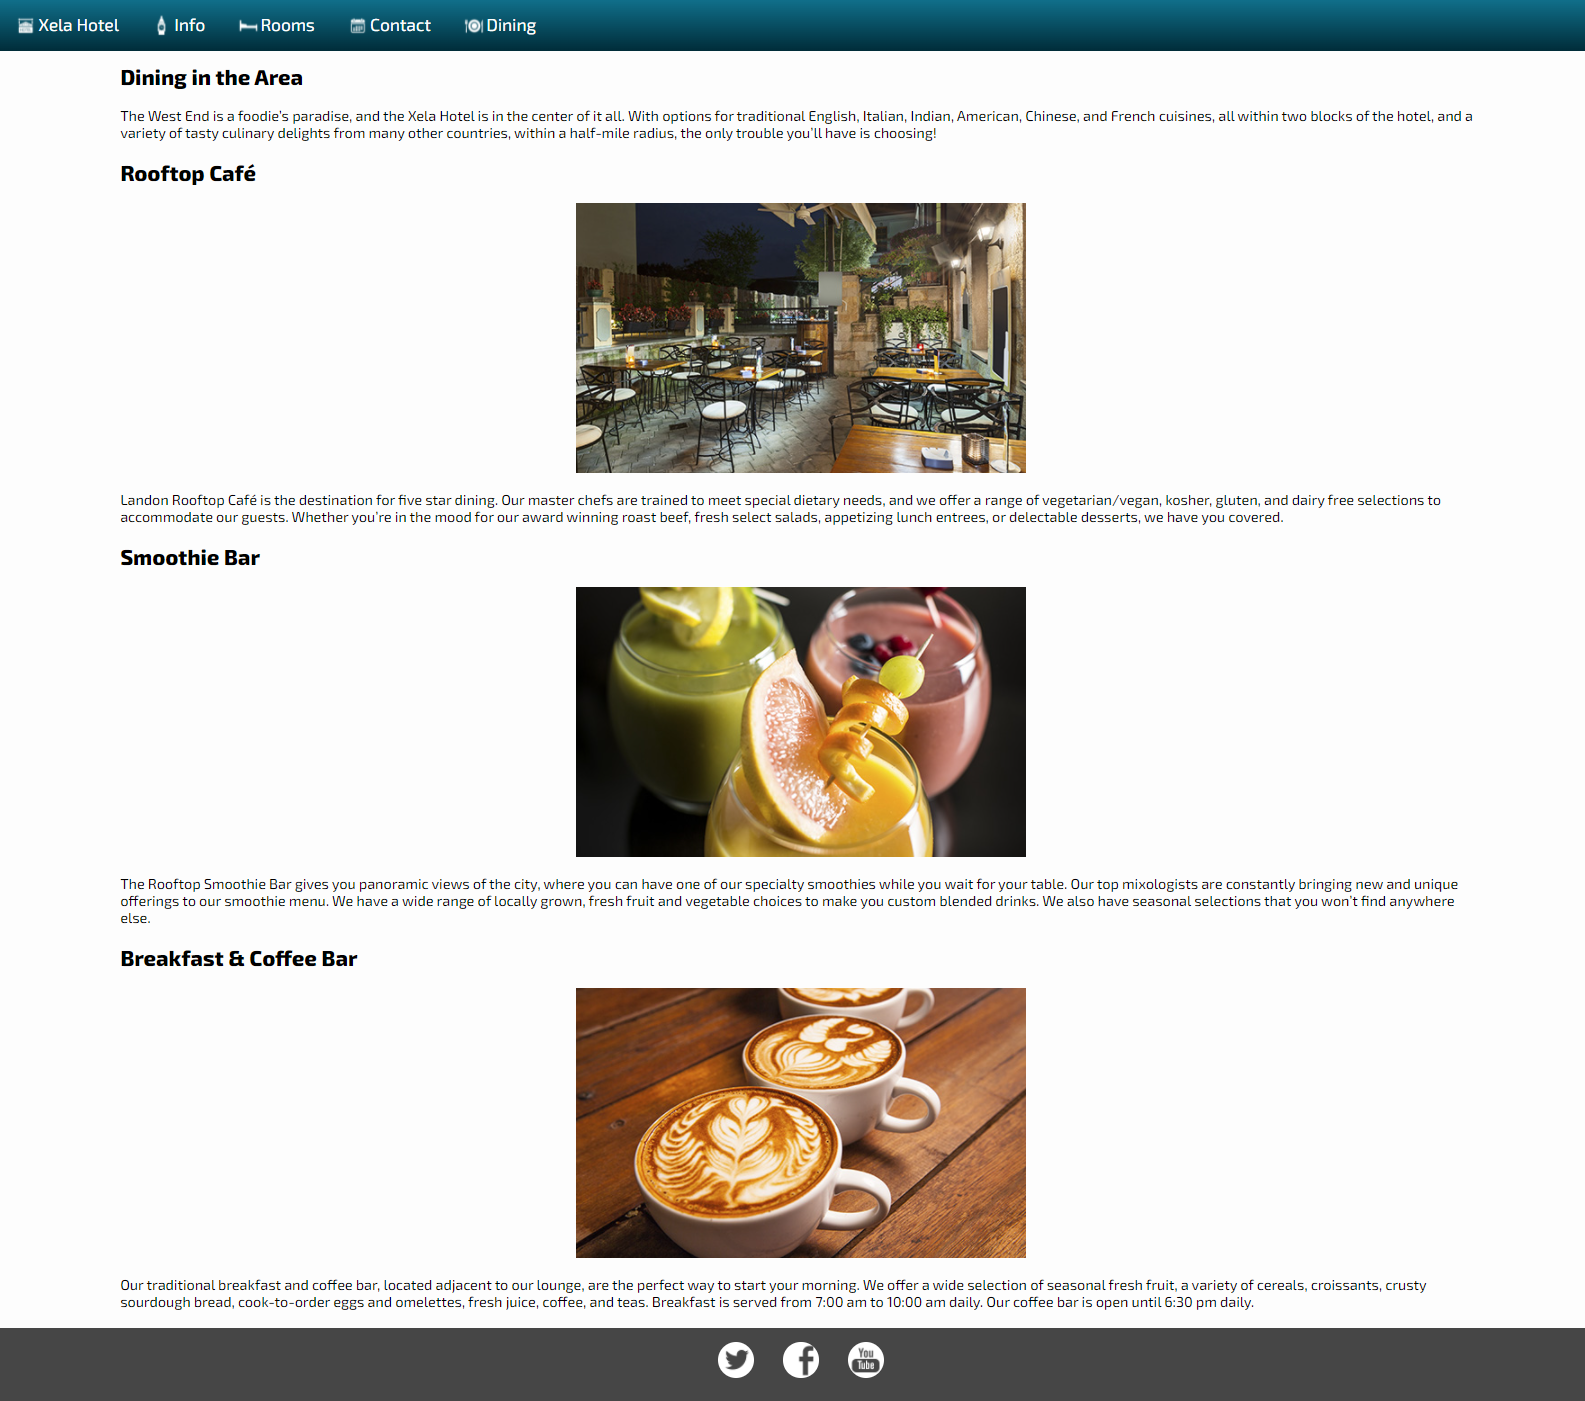 Xela Hotel Info Rooms Contact Dining
Dining in the Area
The West End is a foodie's paradise, and the Xela Hotel is in the center of it all. With options for traditional English, Italian, Indian, American, Chinese, and French cuisines, all within two blocks of the hotel, and a
variety of tasty culinary delights from many other countries, within a half-mile radius, the only trouble you'll have is choosing!
Rooftop Café
Landon Rooftop Café is the destination for five star dining. Our master chefs are trained to meet special dietary needs, and we offer a range of vegetarian/vegan, kosher, gluten, and dairy free selections to
accommodate our guests. Whether you're in the mood for our award winning roast beef, fresh select salads, appetizing lunch entrees, or delectable desserts, we have you covered.
Smoothie Bar
The Rooftop Smoothie Bar gives you panoramic views of the city, where you can have one of our specialty smoothies while you wait for your table. Our top mixologists are constantly bringing new and unique
offerings to our smoothie menu. We have a wide range of locally grown, fresh fruit and vegetable choices to make you custom blended drinks. We also have seasonal selections that you won't find anywhere
else.
Breakfast & Coffee Bar
Our traditional breakfast and coffee bar, located adjacent to our lounge, are the perfect way to start your morning. We offer a wide selection of seasonal fresh fruit, a variety of cereals, croissants, crusty
sourdough bread, cook-to-order eggs and omelettes, fresh juice, coffee, and teas. Breakfast is served from 7:00 am to 10:00 am daily. Our coffee bar is open until 6:30 pm daily.
You
Tube